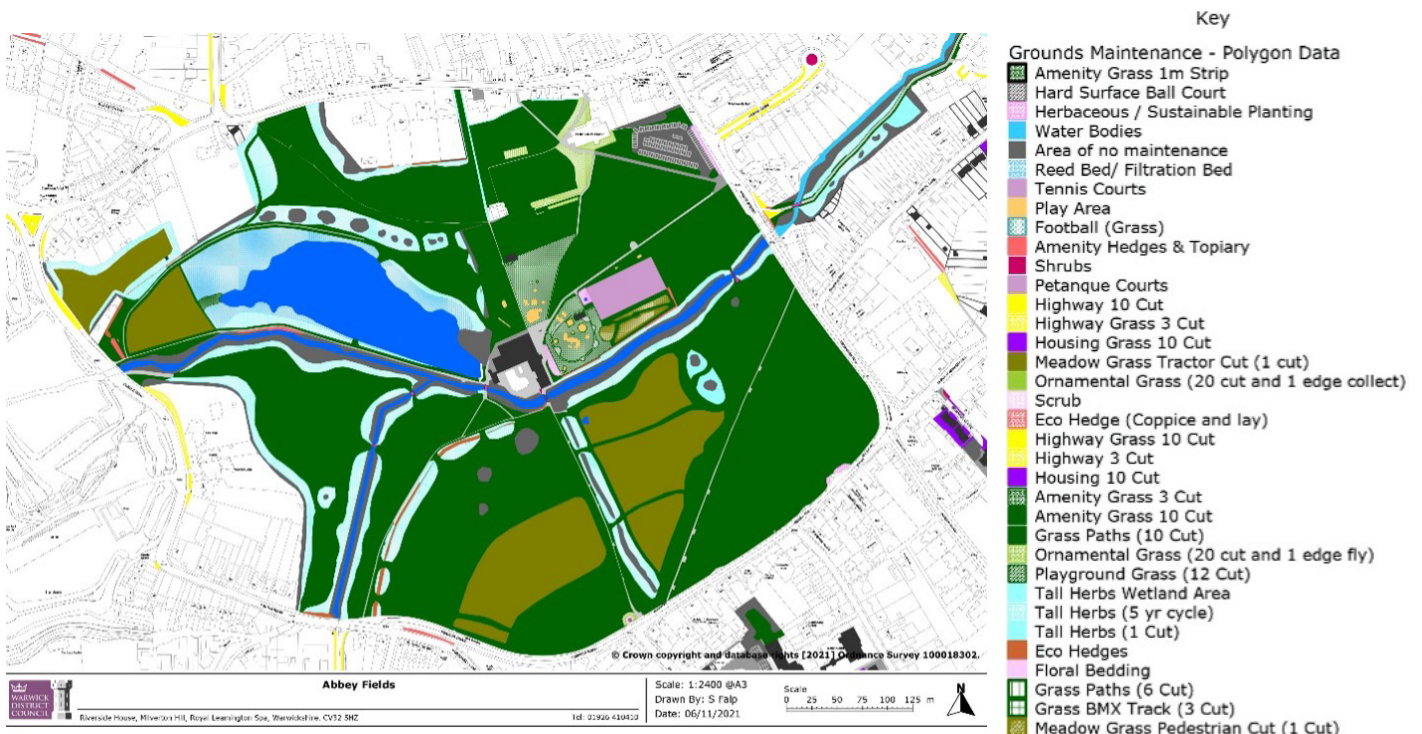 Key
Grounds Maintenance - Polygon Data
Amenity Grass 1m Strip
Hard Surface Ball Court
Herbaceous / Sustainable Planting
Water Bodies
Area of no maintenance
Reed Bed/ Filtration Bed
Tennis Courts
Play Area
Football (Grass)
Amenity Hedges & Topiary
Shrubs
Petanque Courts
Highway 10 Cut
Highway Grass 3 Cut
Housing Grass 10 Cut
Meadow Grass Tractor Cut (1 cut)
Ornamental Grass (20 cut and 1 edge collect)
Scrub
Eco Hedge (Coppice and lay)
Highway Grass 10 Cut
Highway 3 Cut
Housing 10 Cut
Amenity Grass 3 Cut
Amenity Grass 10 Cut
Grass Paths (10 Cut)
Ornamental Grass (20 cut and 1 edge fly)
Playground Grass (12 Cut)
Tall Herbs Wetland Area
Tall Herbs (5 yr cycle)
Tall Herbs (1 Cut)
Eco Hedges
Floral Bedding
Grass Paths (6 Cut)
Grass BMX Track (3 Cut)
Meadow Grass Pedestrian Cut (1 Cut)
© Crown copyright and database rights [2021] Ordnance Survey 100018302.
WARWICK
DISTRICT
COUNCIL
Abbey Fields
Riverside House, Milverton Hill, Royal Leamington Spa, Warwickshire, CV32 5HZ
Tel: 01926 410410
Scale: 1:2400 @A3
Drawn By: S Falp
Date: 06/11/2021
Scale
0 25 50 75 100 125 m
N